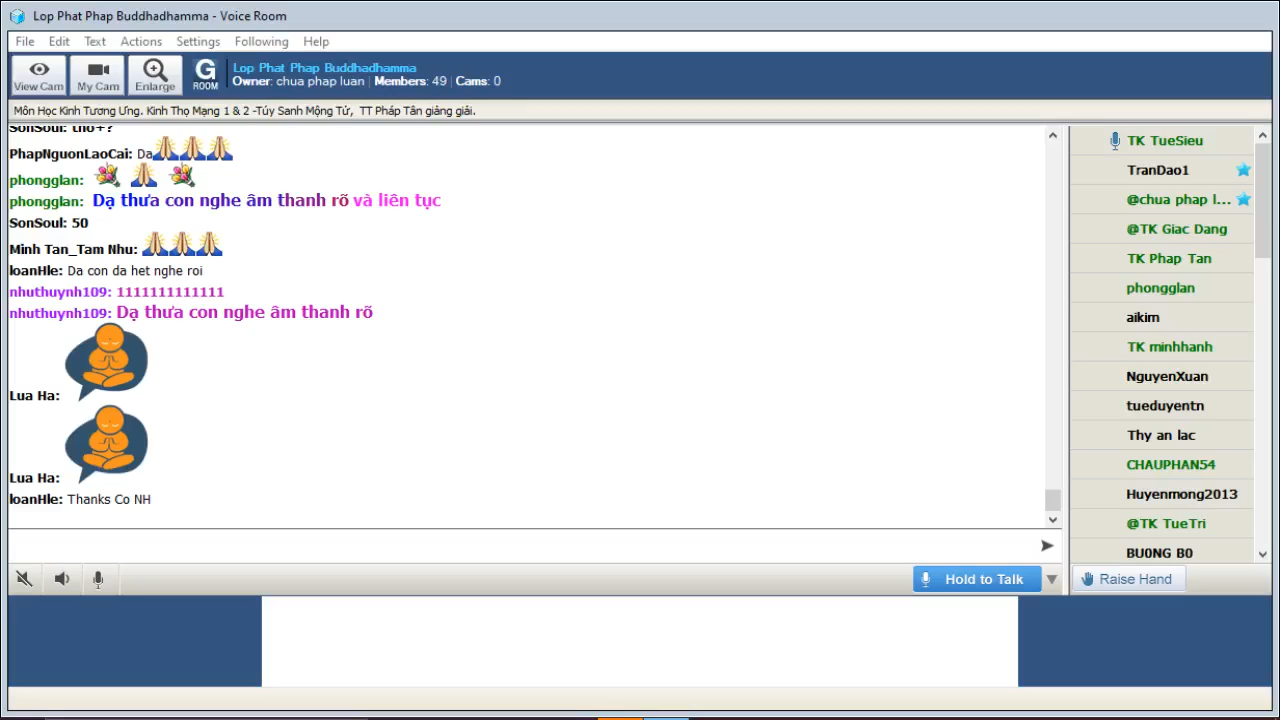 Lop Phat Phap Buddhadhamma - Voice Room
File Edit Text Actions Settings Following Help
View Cam My Cam Enlarge G ROOM
Lop Phat Phap Buddhadhamma
Owner: chua phap luan | Members: 49 | Cams: 0
Môn Học Kinh Tương Ưng. Kinh Thọ Mạng 1 & 2 -Túy Sanh Mộng Tử, TT Pháp Tân giảng giải.
SonSoul: tho+?
PhapNguonLaoCai: Da
phongglan:
phongglan: Dạ thưa con nghe âm thanh rõ và liên tục
SonSoul: 50
Minh Tan_Tam Nhu:
loanHle: Da con da het nghe roi
nhuthuynh109: 1111111111111
nhuthuynh109: Dạ thưa con nghe âm thanh rõ
Lua Ha:
Lua Ha:
loanHle: Thanks Co NH
TK TueSieu
TranDao1
@chua phap l...
@TK Giac Dang
TK Phap Tan
phongglan
aikim
TK minhhanh
NguyenXuan
tueduyentn
Thy an lac
CHAUPHAN54
Huyenmong2013
@TK TueTri
BU0NG B0
Hold to Talk
Raise Hand